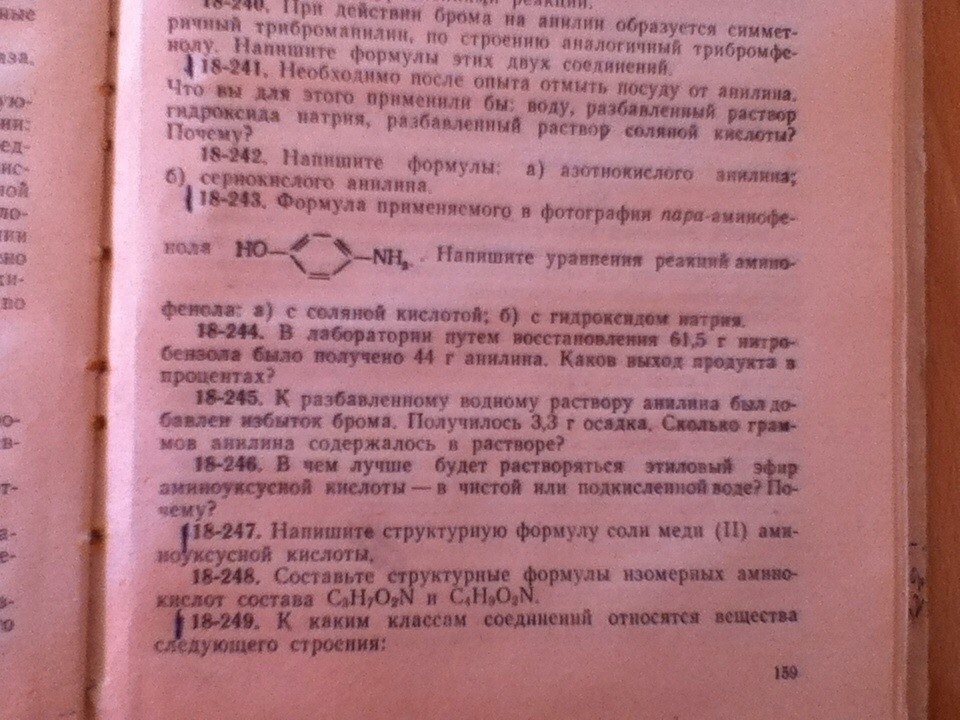 18-240. При действии брома на анилин образуется симмет-
ричный триброманилин, по строению аналогичный трибромфе-
нолу. Напишите формулы этих двух соединений.
18-241. Необходимо после опыта отмыть посуду от анилина.
Что вы для этого применили бы: воду, разбавленный раствор
гидроксида натрия, разбавленный раствор соляной кислоты?
Почему?
18-242. Напишите формулы: а) азотнокислого анилина;
б) сернокислого анилина.
18-243. Формула применяемого в фотографии пара-аминофе-
нола HO— —NH₂. Напишите уравнения реакций амино-
фенола: а) с соляной кислотой; б) с гидроксидом натрия.
18-244. В лаборатории путем восстановления 61,5 г нитро-
бензола было получено 44 г анилина. Каков выход продукта в
процентах?
18-245. К разбавленному водному раствору анилина был до-
бавлен избыток брома. Получилось 3,3 г осадка. Сколько грам-
мов анилина содержалось в растворе?
18-246. В чем лучше будет растворяться этиловый эфир
аминоуксусной кислоты — в чистой или подкисленной воде? По-
чему?
18-247. Напишите структурную формулу соли меди (II) ами-
ноуксусной кислоты.
18-248. Составьте структурные формулы изомерных амино-
кислот состава C₃H₇O₂N и C₄H₉O₂N.
18-249. К каким классам соединений относятся вещества
следующего строения:
159